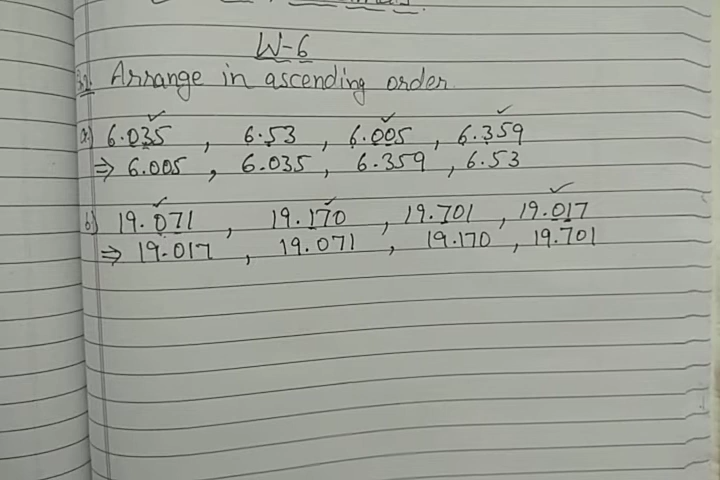 W-6
Q2. Arrange in ascending order.
a) 6.035 , 6.53 , 6.005 , 6.359
⇒ 6.005 , 6.035 , 6.359 , 6.53
b) 19.071 , 19.170 , 19.701 , 19.017
⇒ 19.017 , 19.071 , 19.170 , 19.701